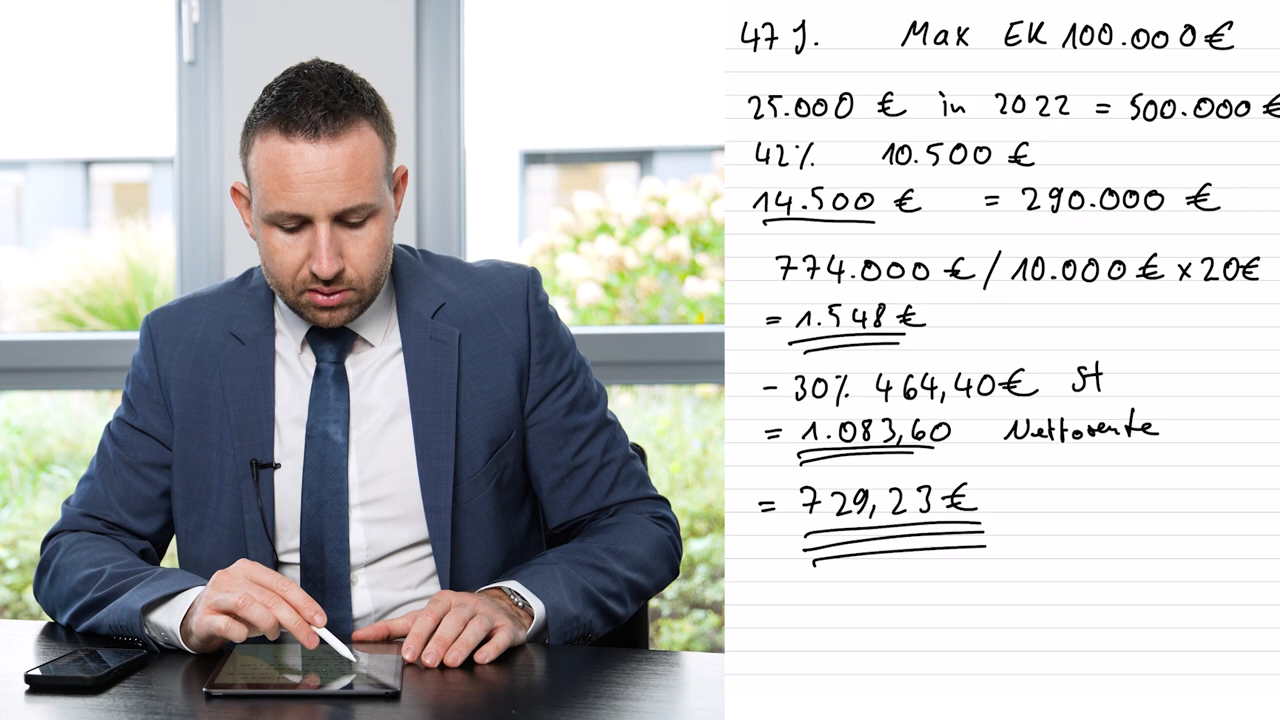 47 J. Max EK 100.000 €
25.000 € in 2022 = 500.000 €
42% 10.500 €
14.500 € = 290.000 €
774.000 € / 10.000 € x 20€
= 1.548 €
- 30% 464,40€ St
= 1.083,60 Nettorente
= 729,23 €